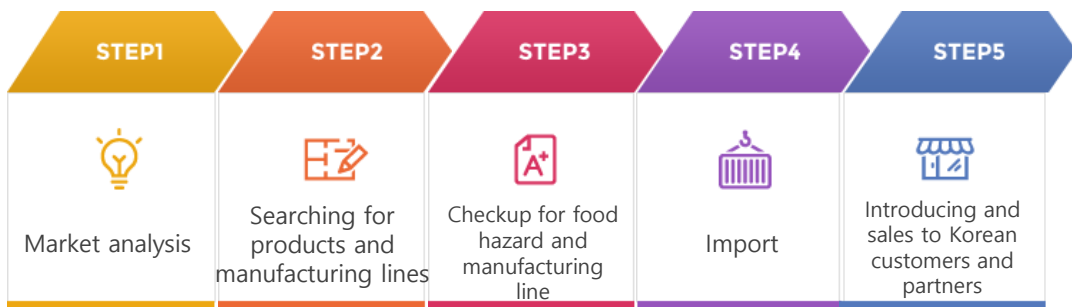 STEP1
Market analysis
STEP2
Searching for
products and
manufacturing lines
STEP3
A+
Checkup for food
hazard and
manufacturing
line
STEP4
Import
STEP5
Introducing and
sales to Korean
customers and
partners